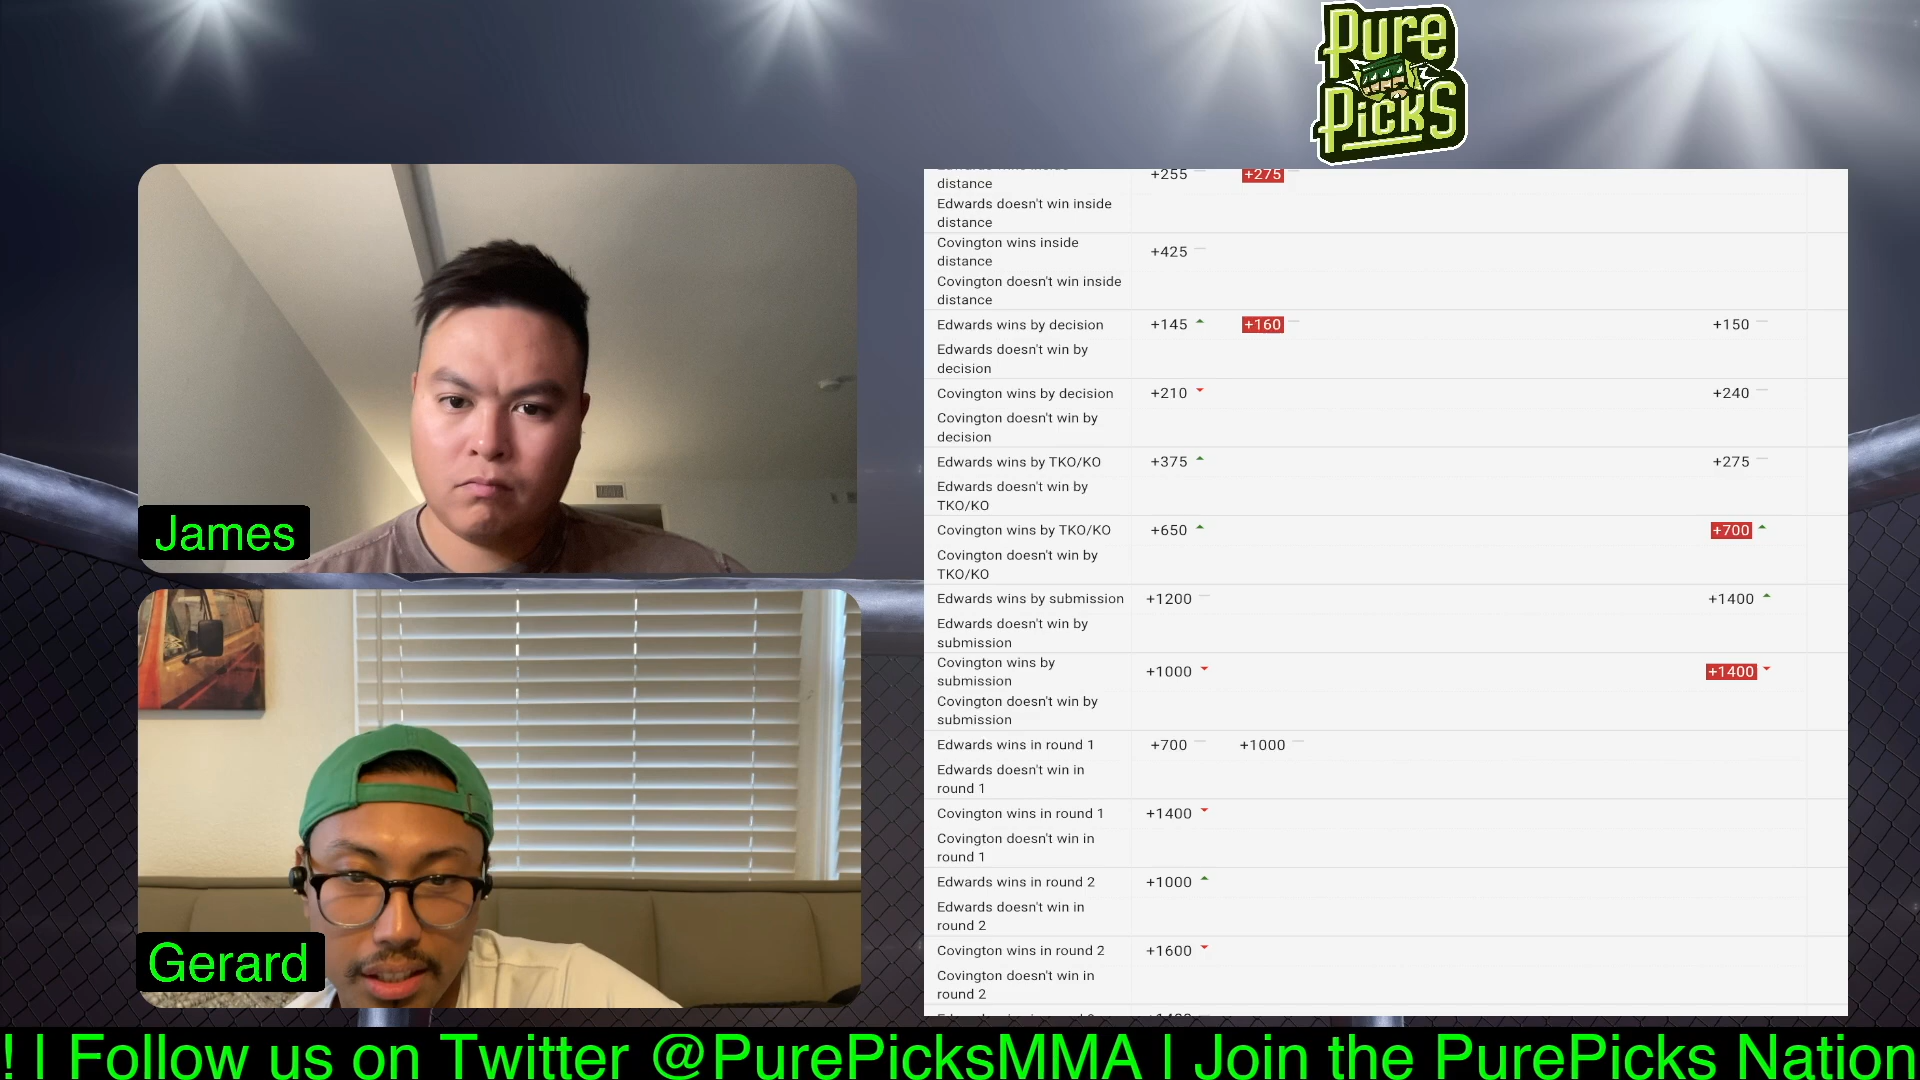 Pure
Picks
distance
+255
+275
Edwards doesn't win inside
distance
Covington wins inside
distance
+425
Covington doesn't win inside
distance
Edwards wins by decision
+145
+160
+150
Edwards doesn't win by
decision
Covington wins by decision
+210
+240
Covington doesn't win by
decision
Edwards wins by TKO/KO
+375
+275
Edwards doesn't win by
TKO/KO
Covington wins by TKO/KO
+650
+700
Covington doesn't win by
TKO/KO
Edwards wins by submission
+1200
+1400
Edwards doesn't win by
submission
Covington wins by
submission
+1000
+1400
Covington doesn't win by
submission
Edwards wins in round 1
+700
+1000
Edwards doesn't win in
round 1
Covington wins in round 1
+1400
Covington doesn't win in
round 1
Edwards wins in round 2
+1000
Edwards doesn't win in
round 2
Covington wins in round 2
+1600
Covington doesn't win in
round 2
James
Gerard
! | Follow us on Twitter @PurePicksMMA | Join the PurePicks Nation